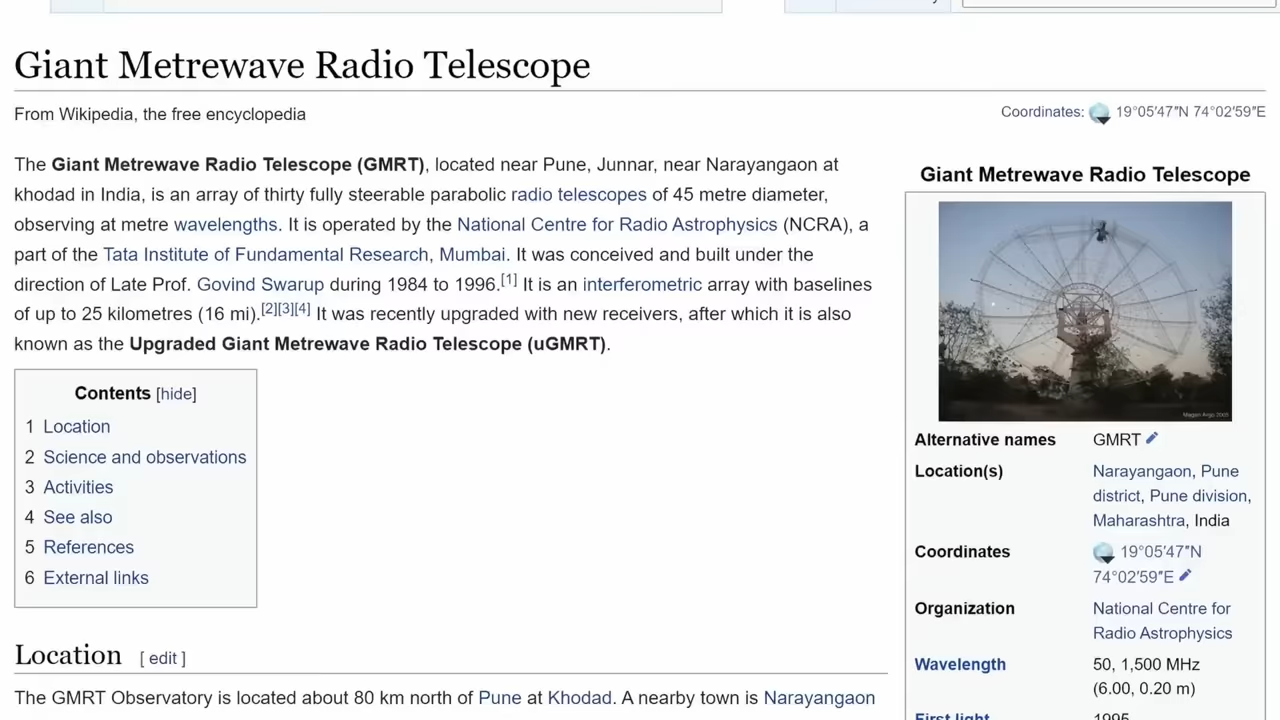 Giant Metrewave Radio Telescope
From Wikipedia, the free encyclopedia
Coordinates: 19°05′47″N 74°02′59″E
The Giant Metrewave Radio Telescope (GMRT), located near Pune, Junnar, near Narayangaon at
khodad in India, is an array of thirty fully steerable parabolic radio telescopes of 45 metre diameter,
observing at metre wavelengths. It is operated by the National Centre for Radio Astrophysics (NCRA), a
part of the Tata Institute of Fundamental Research, Mumbai. It was conceived and built under the
direction of Late Prof. Govind Swarup during 1984 to 1996.[1] It is an interferometric array with baselines
of up to 25 kilometres (16 mi).[2][3][4] It was recently upgraded with new receivers, after which it is also
known as the Upgraded Giant Metrewave Radio Telescope (uGMRT).
Contents [hide]
1 Location
2 Science and observations
3 Activities
4 See also
5 References
6 External links
Location [ edit ]
The GMRT Observatory is located about 80 km north of Pune at Khodad. A nearby town is Narayangaon
Giant Metrewave Radio Telescope
Alternative names GMRT
Location(s) Narayangaon, Pune
district, Pune division,
Maharashtra, India
Coordinates 19°05′47″N
74°02′59″E
Organization National Centre for
Radio Astrophysics
Wavelength 50, 1,500 MHz
(6.00, 0.20 m)
First light 1995